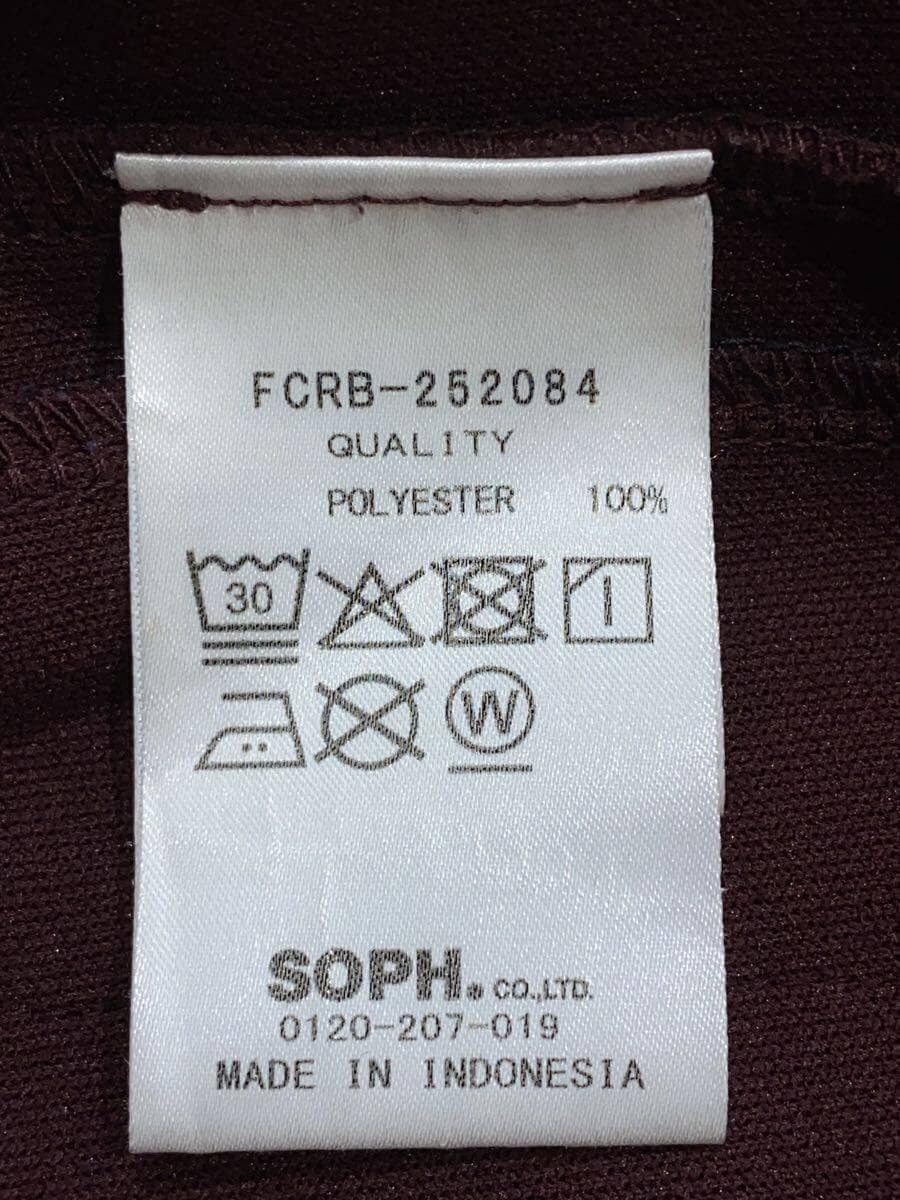 FCRB-252084
QUALITY
POLYESTER 100%
30
W
SOPH. CO.,LTD.
0120-207-019
MADE IN INDONESIA